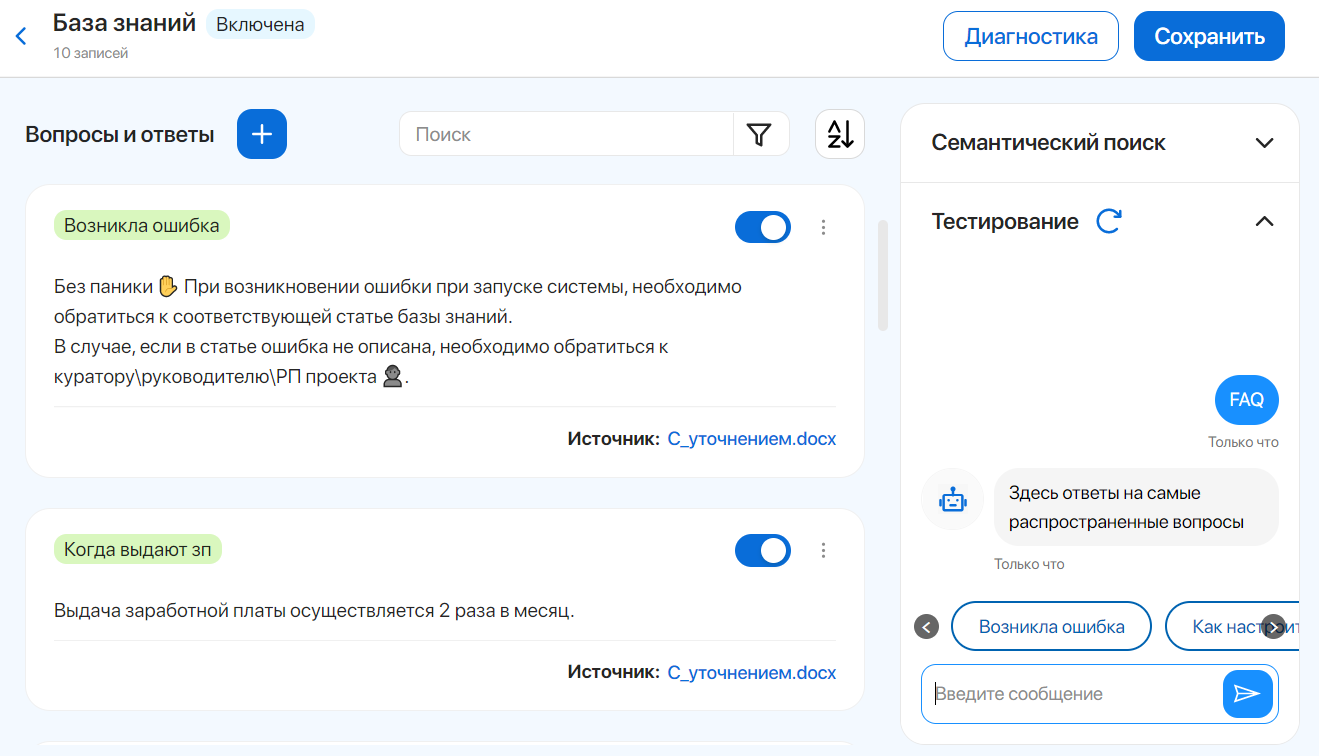 База знаний Включена
10 записей
Диагностика
Сохранить
Вопросы и ответы
Поиск
Возникла ошибка
Без паники ✋ При возникновении ошибки при запуске системы, необходимо
обратиться к соответствующей статье базы знаний.
В случае, если в статье ошибка не описана, необходимо обратиться к
куратору\руководителю\РП проекта.
Источник: С_уточнением.docx
Когда выдают зп
Выдача заработной платы осуществляется 2 раза в месяц.
Источник: С_уточнением.docx
Семантический поиск
Тестирование
FAQ
Только что
Здесь ответы на самые
распространенные вопросы
Только что
Возникла ошибка
Как настроит
Введите сообщение